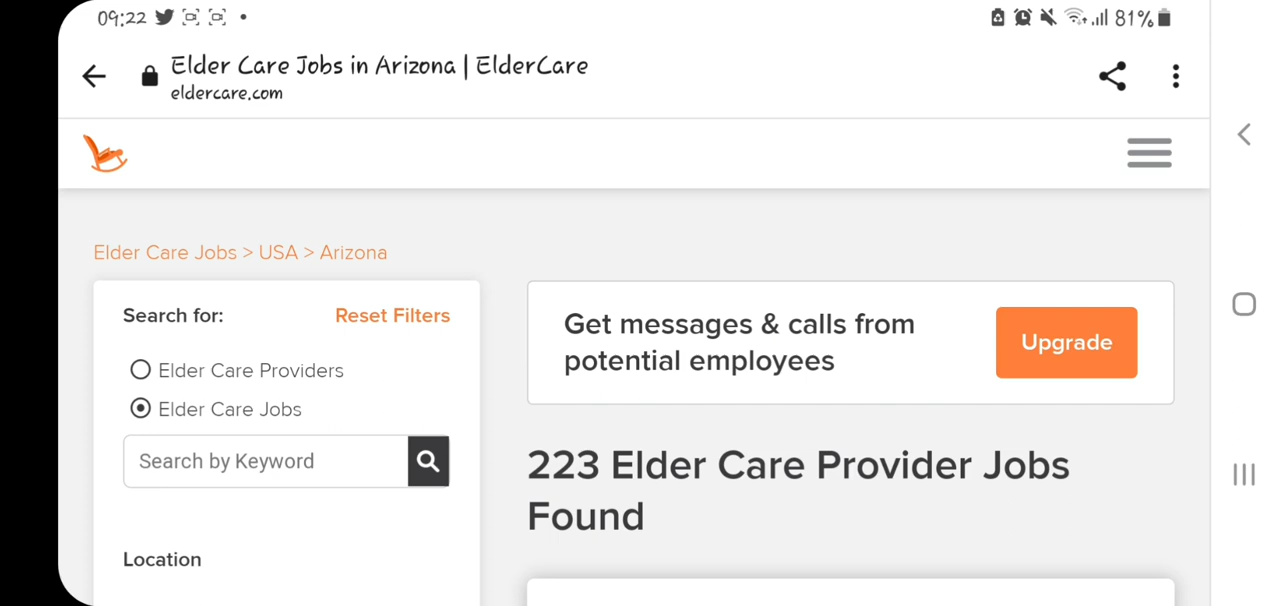 09:22
81%
Elder Care Jobs in Arizona | ElderCare
eldercare.com
Elder Care Jobs > USA > Arizona
Search for:
Reset Filters
Elder Care Providers
Elder Care Jobs
Search by Keyword
Location
Get messages & calls from
potential employees
Upgrade
223 Elder Care Provider Jobs
Found